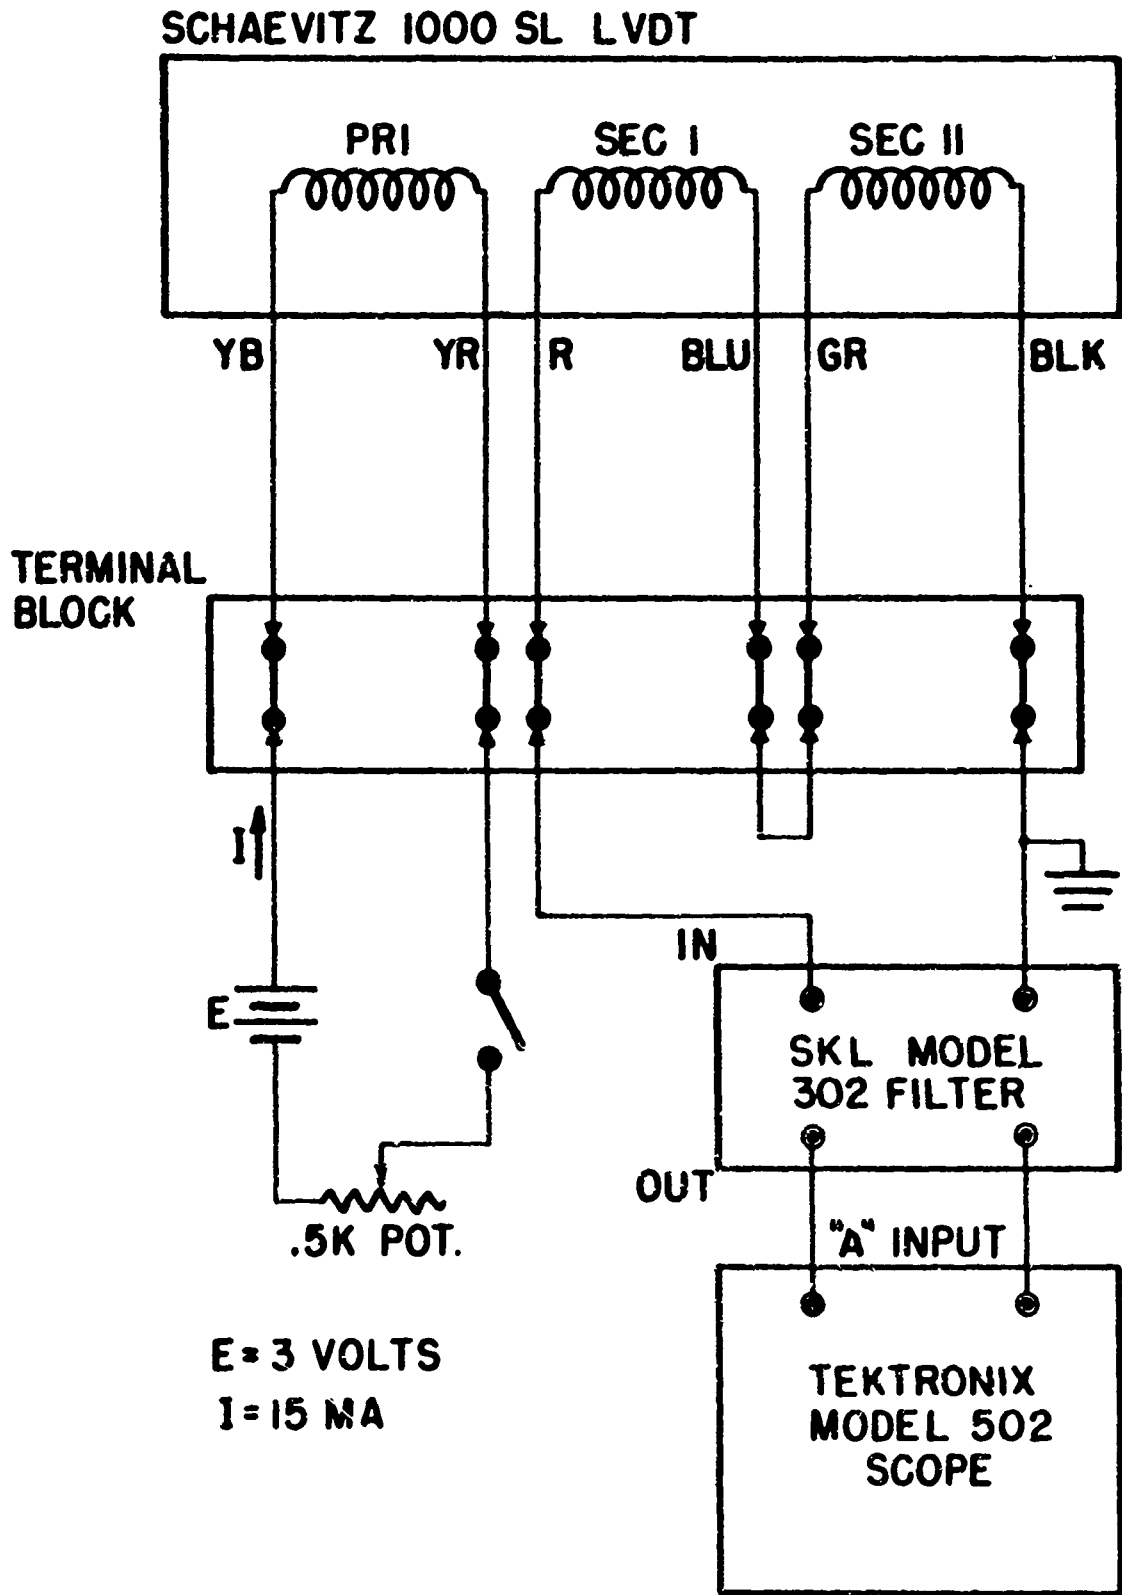 SCHAEVITZ 1000 SL LVDT
PRI
SEC I
SEC II
YB
YR
R
BLU
GR
BLK
TERMINAL
BLOCK
I
E
IN
SKL MODEL
302 FILTER
OUT
.5K POT.
"A" INPUT
E = 3 VOLTS
I = 15 MA
TEKTRONIX
MODEL 502
SCOPE